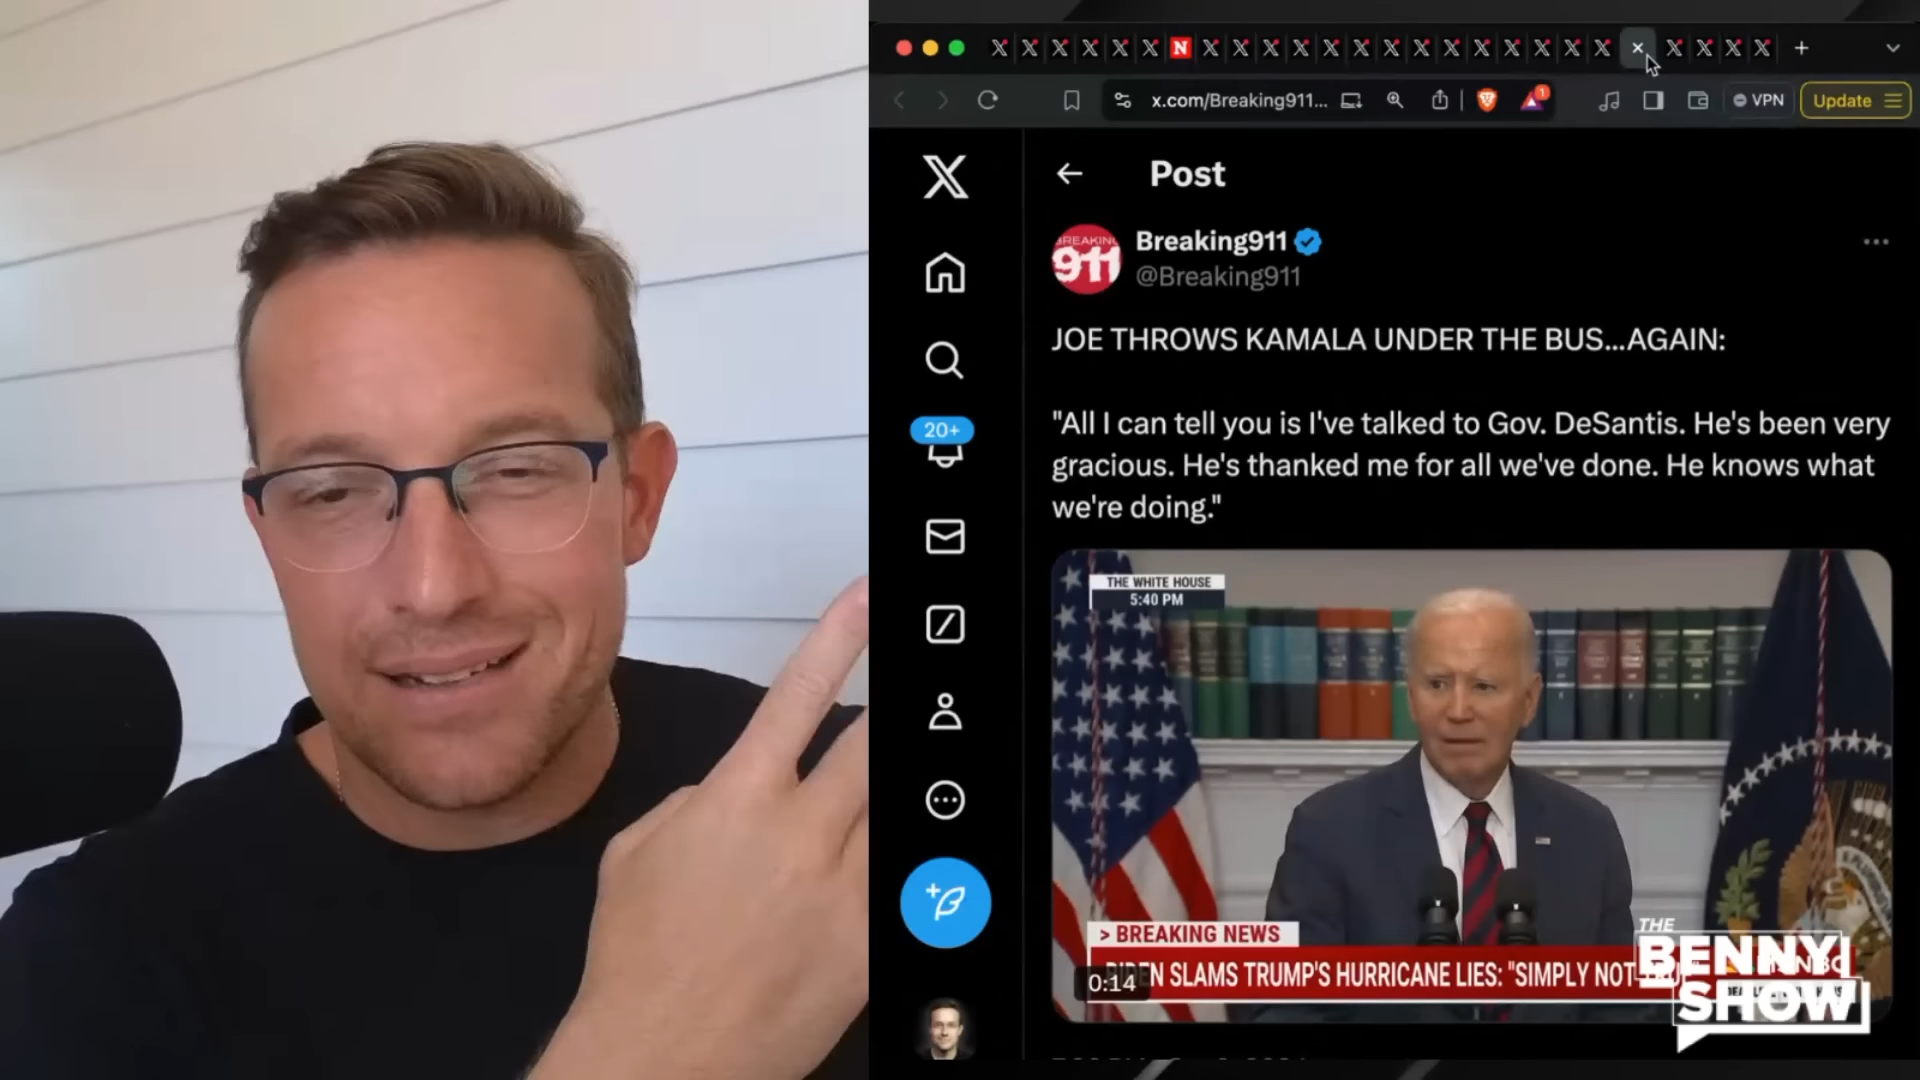 x.com/Breaking911...
1
VPN
Update
Post
BREAKING
911
Breaking911
@Breaking911
JOE THROWS KAMALA UNDER THE BUS...AGAIN:
"All I can tell you is I've talked to Gov. DeSantis. He's been very
gracious. He's thanked me for all we've done. He knows what
we're doing."
20+
THE WHITE HOUSE
5:40 PM
> BREAKING NEWS
SLAMS TRUMP'S HURRICANE LIES: "SIMPLY NOT
0:14
THE
BENNY
SHOW